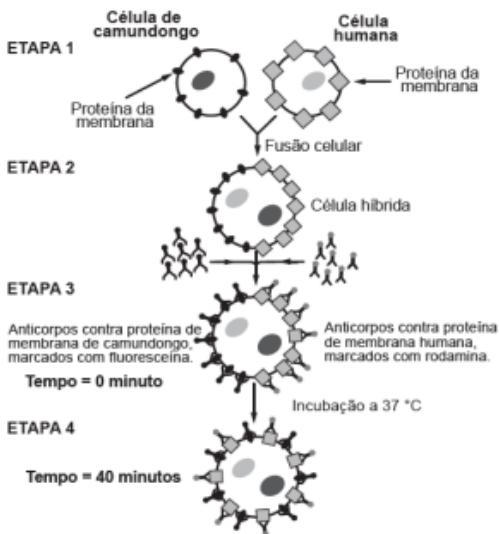 Célula de
camundongo
Célula
humana
ETAPA 1
Proteína da
membrana
Proteína da
membrana
Fusão celular
ETAPA 2
Célula híbrida
ETAPA 3
Anticorpos contra proteína de
membrana de camundongo,
marcados com fluoresceína.
Anticorpos contra proteína
de membrana humana,
marcados com rodamina.
Tempo = 0 minuto
Incubação a 37 °C
ETAPA 4
Tempo = 40 minutos